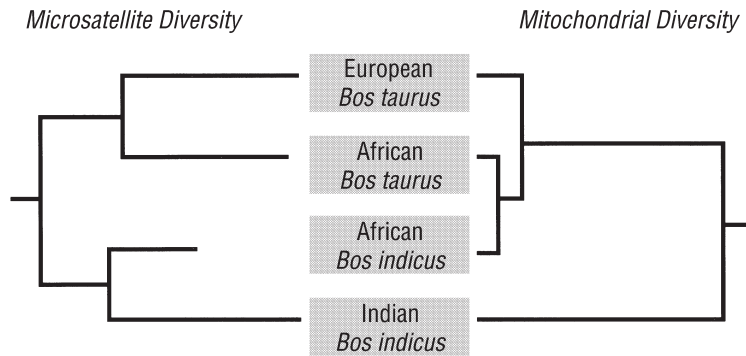 Microsatellite Diversity
Mitochondrial Diversity
European
Bos taurus
African
Bos taurus
African
Bos indicus
Indian
Bos indicus